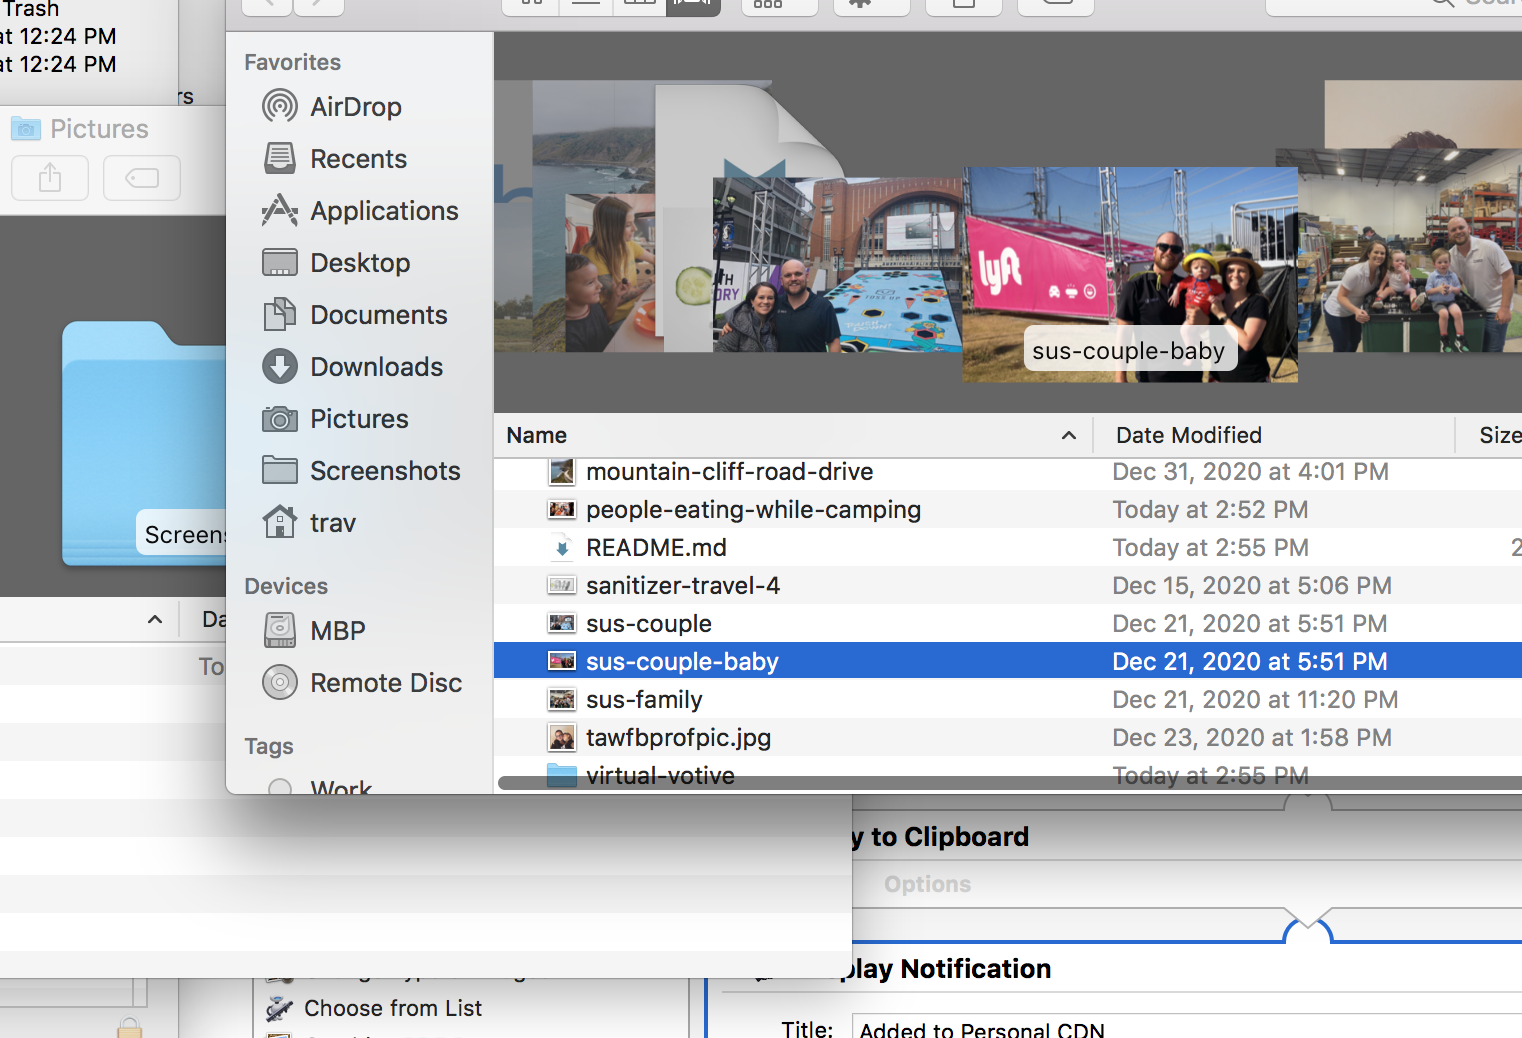 Trash
at 12:24 PM
at 12:24 PM
rs
Pictures
Screens
Da
To
Favorites
AirDrop
Recents
Applications
Desktop
Documents
Downloads
Pictures
Screenshots
trav
Devices
MBP
Remote Disc
Tags
Work
lyft
sus-couple-baby
Name
Date Modified
Size
mountain-cliff-road-drive Dec 31, 2020 at 4:01 PM
people-eating-while-camping Today at 2:52 PM
README.md Today at 2:55 PM 2
sanitizer-travel-4 Dec 15, 2020 at 5:06 PM
sus-couple Dec 21, 2020 at 5:51 PM
sus-couple-baby Dec 21, 2020 at 5:51 PM
sus-family Dec 21, 2020 at 11:20 PM
tawfbprofpic.jpg Dec 23, 2020 at 1:58 PM
virtual-votive Today at 2:55 PM
y to Clipboard
Options
play Notification
Choose from List
Title: Added to Personal CDN